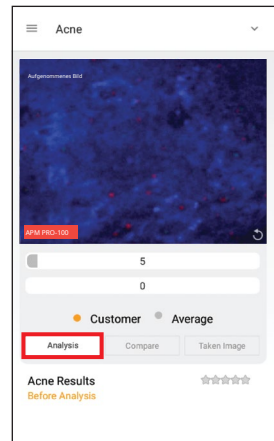 Acne
Aufgenommenes Bild
APM PRO-100
5
0
Customer Average
Analysis Compare Taken Image
Acne Results
Before Analysis